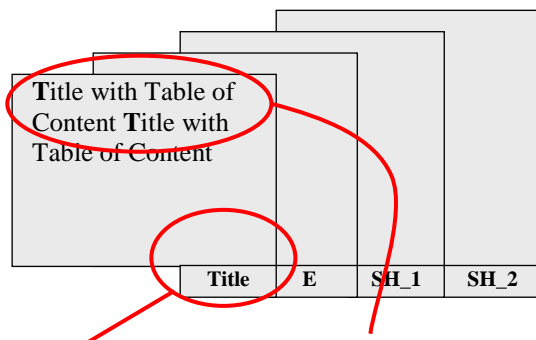 Title with Table of
Content Title with
Table of Content
Title E SH_1 SH_2